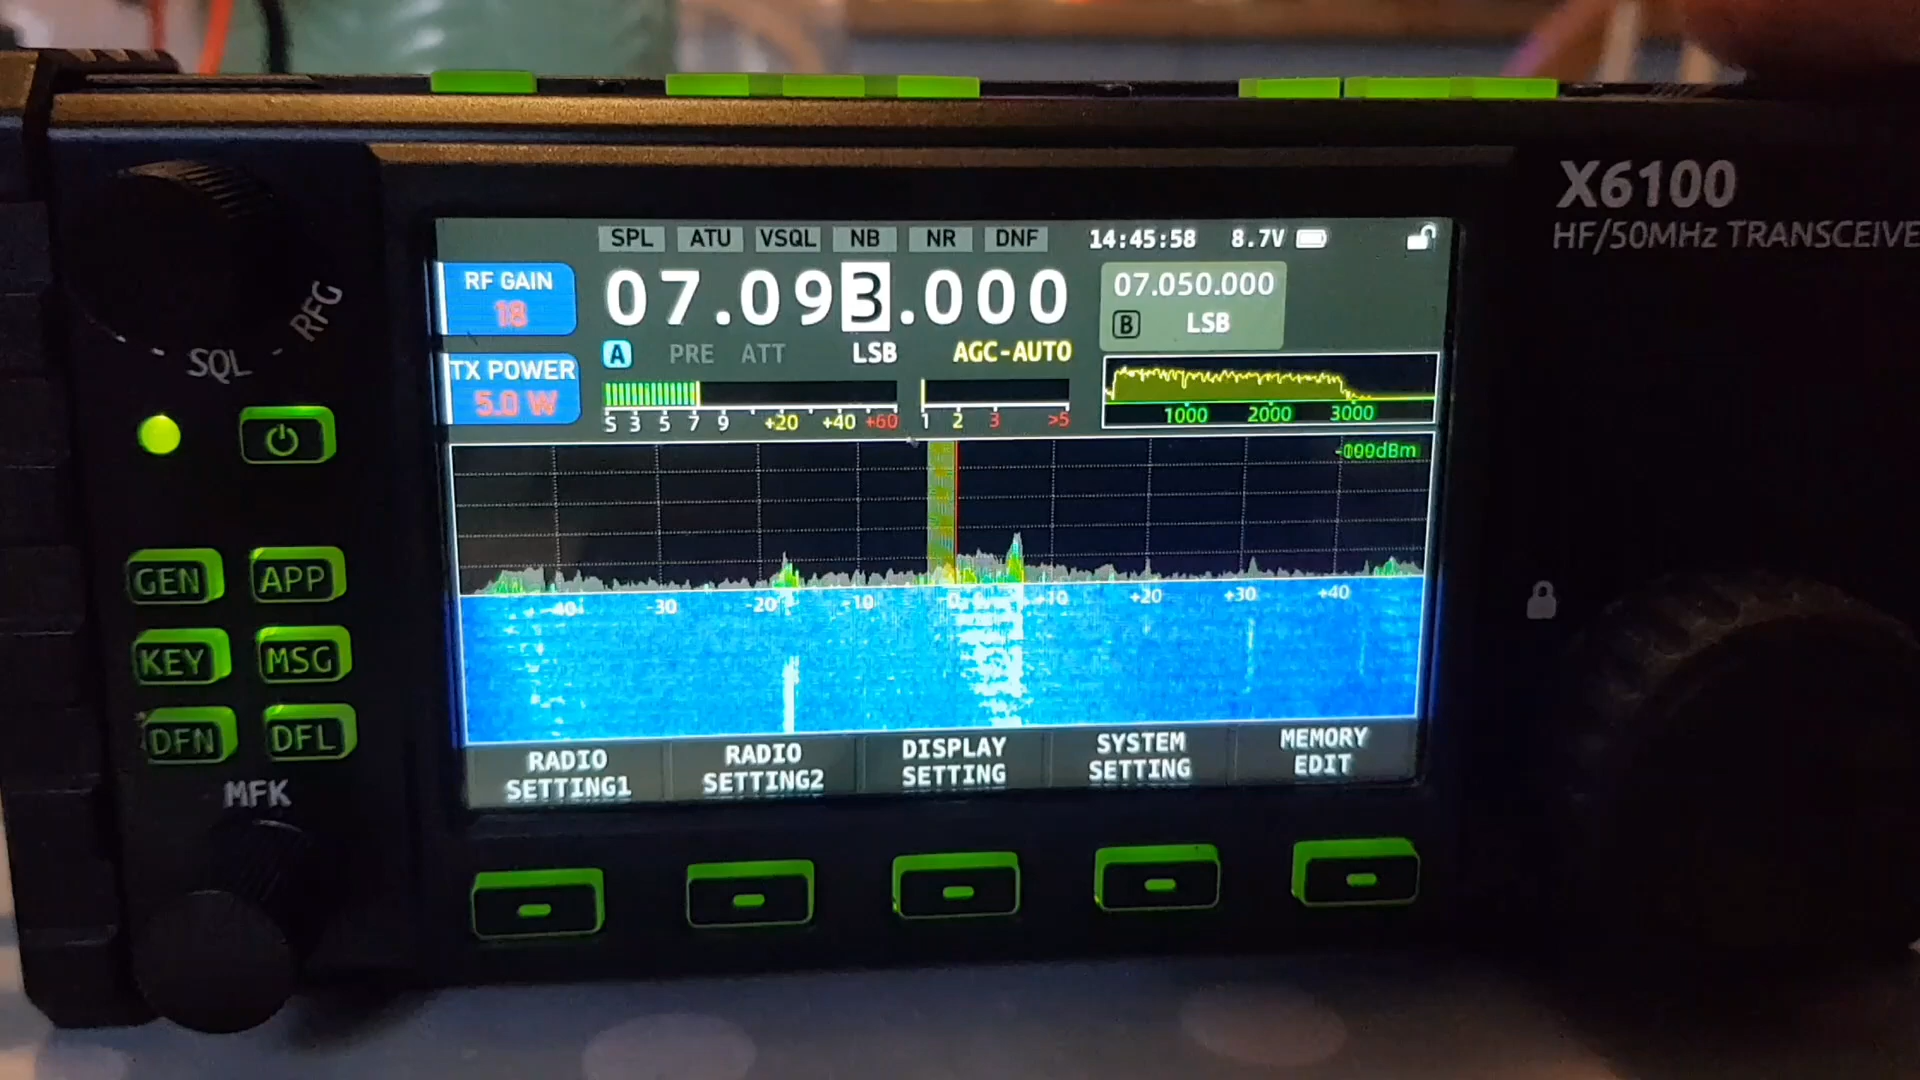 X6100
HF/50MHz TRANSCEIVE
SPL ATU VSQL NB NR DNF 14:45:58 8.7V
RF GAIN
18
07.093.000
07.050.000
B LSB
A PRE ATT LSB AGC-AUTO
TX POWER
5.0 W
S 3 5 7 9 +20 +40 +60 1 2 3 >5
1000 2000 3000
-40 -30 -20 -10 0 +10 +20 +30 +40
RADIO SETTING1
RADIO SETTING2
DISPLAY SETTING
SYSTEM SETTING
MEMORY EDIT
RFG
SQL
GEN APP
KEY MSG
DFN DFL
MFK